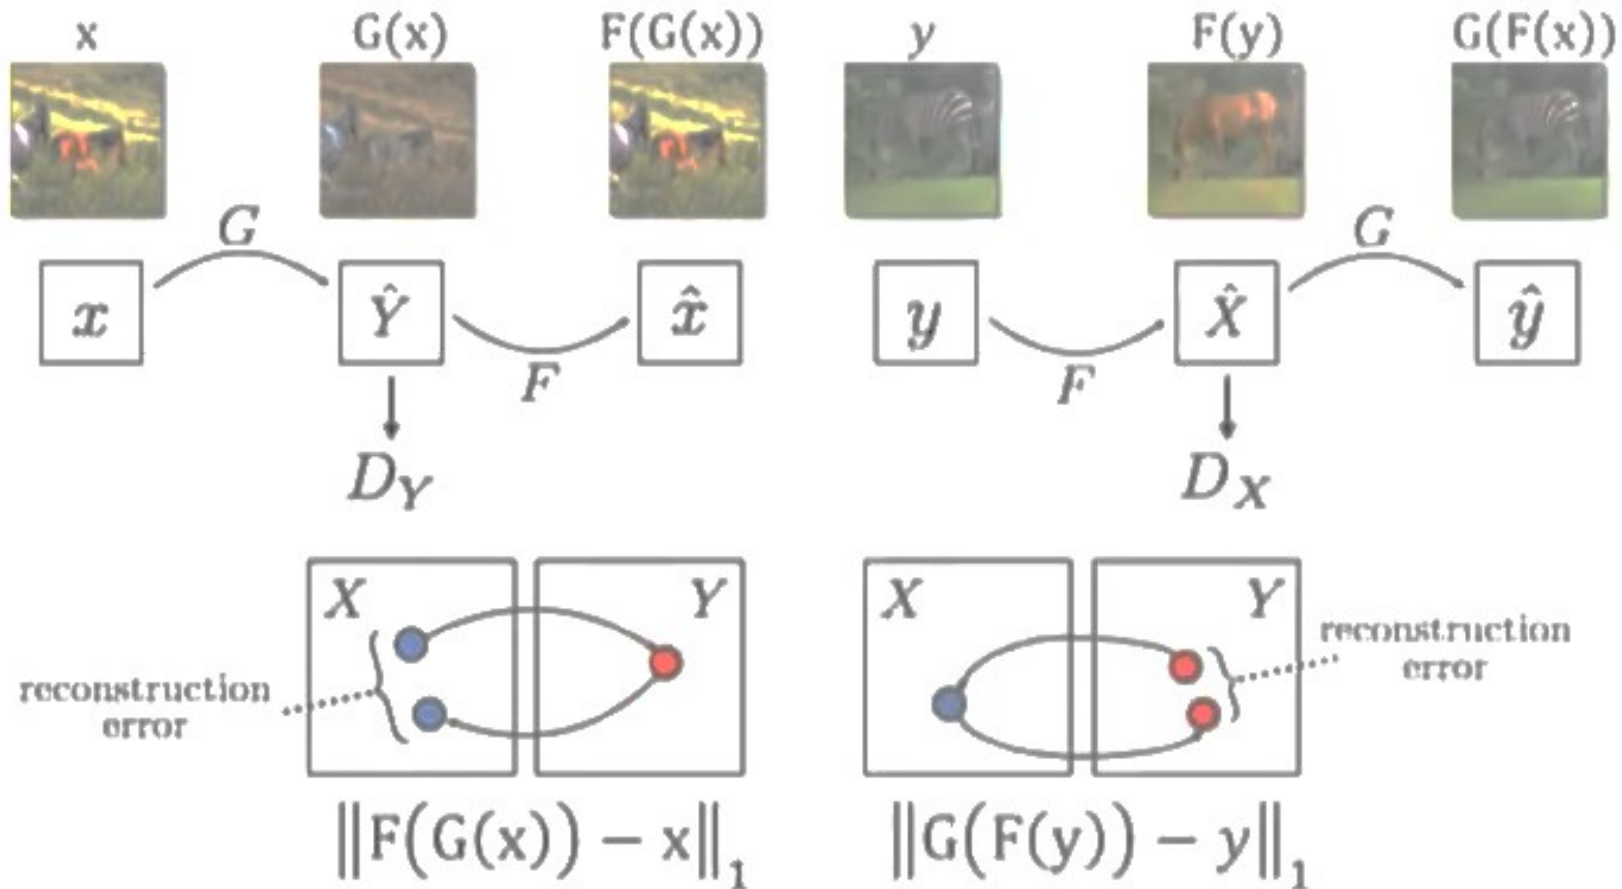 x G(x) F(G(x)) y F(y) G(F(x))
G G
x Ŷ x̂ y X̂ ŷ
F F
D_Y D_X
X Y X Y
reconstruction
error
reconstruction
error
‖F(G(x)) − x‖₁ ‖G(F(y)) − y‖₁